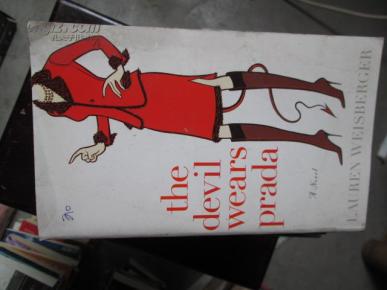 the
devil
wears
prada
A Novel
LAUREN WEISBERGER